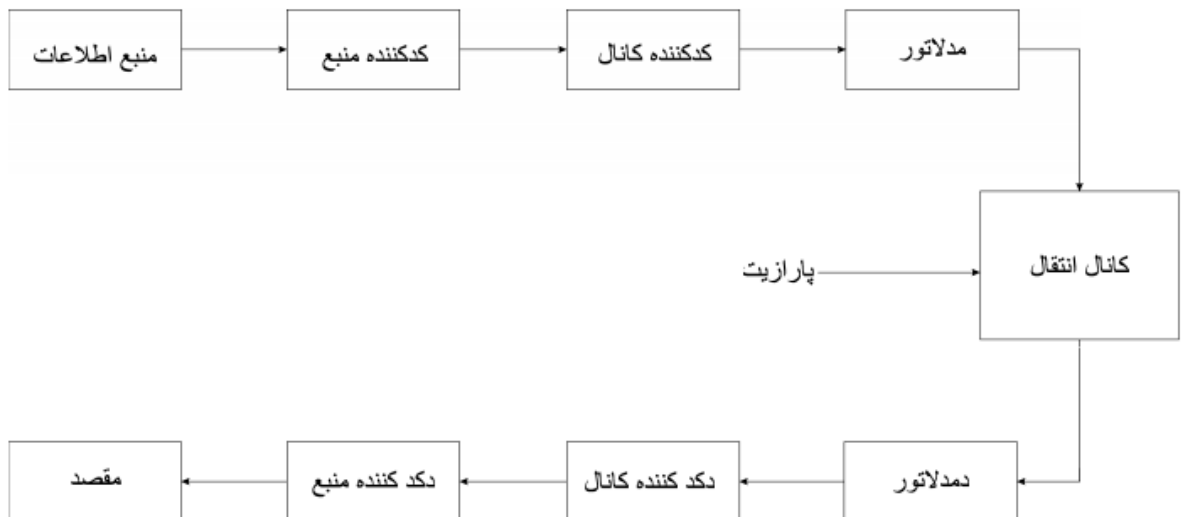 منبع اطلاعات
کدکننده منبع
کدکننده کانال
مدلاتور
کانال انتقال
پارازیت
دمدلاتور
دکد کننده کانال
دکد کننده منبع
مقصد